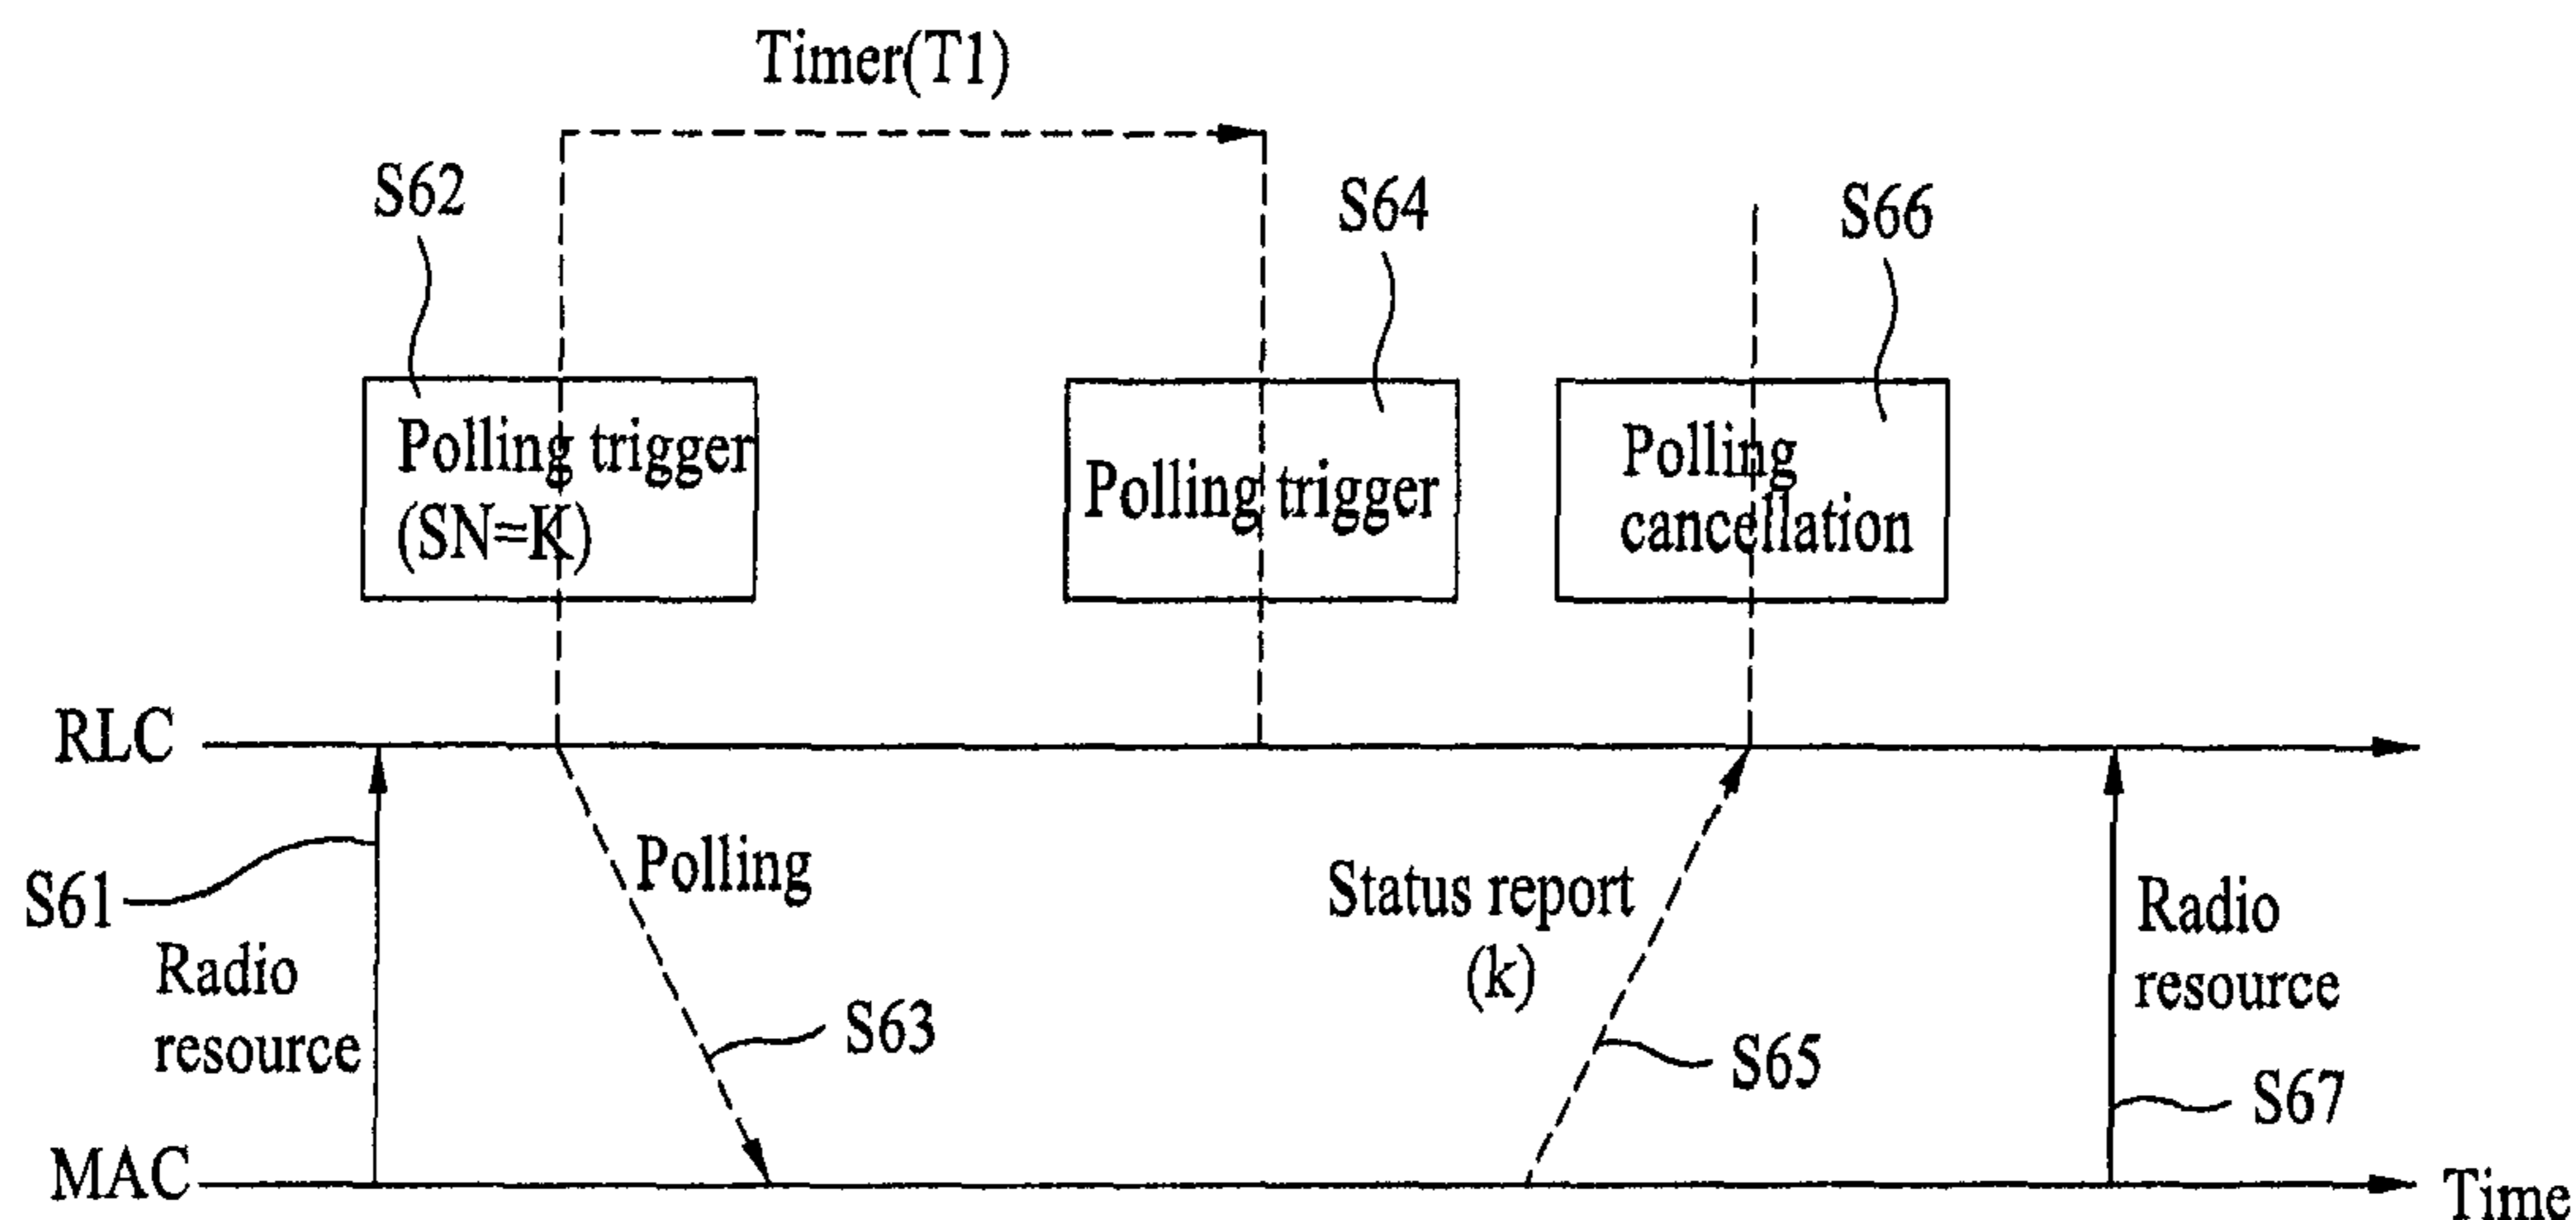 Timer(T1)
S62
S64
S66
Polling trigger
(SN=K)
Polling trigger
Polling
cancellation
RLC
S61
Radio
resource
Polling
S63
Status report
(k)
S65
Radio
resource
S67
MAC
Time